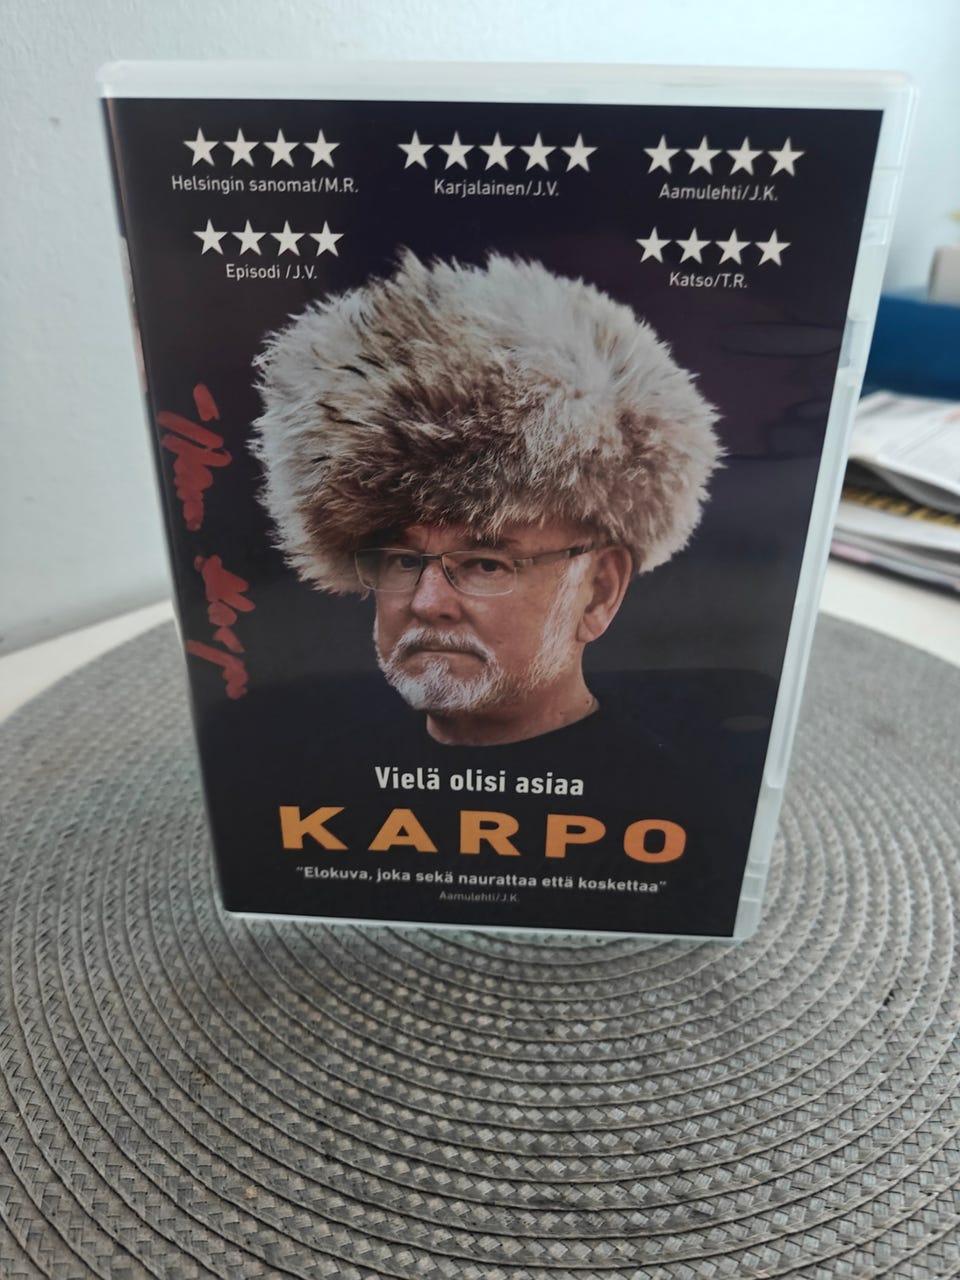 ★★★★
Helsingin sanomat/M.R.
★★★★★
Karjalainen/J.V.
★★★★
Aamulehti/J.K.
★★★★
Episodi /J.V.
★★★★
Katso/T.R.
Vielä olisi asiaa
KARPO
"Elokuva, joka sekä naurattaa että koskettaa"
Aamulehti/J.K.